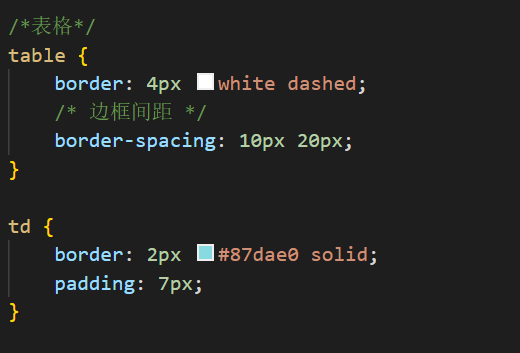 /*表格*/
table {
border: 4px white dashed;
/* 边框间距 */
border-spacing: 10px 20px;
}
td {
border: 2px #87dae0 solid;
padding: 7px;
}